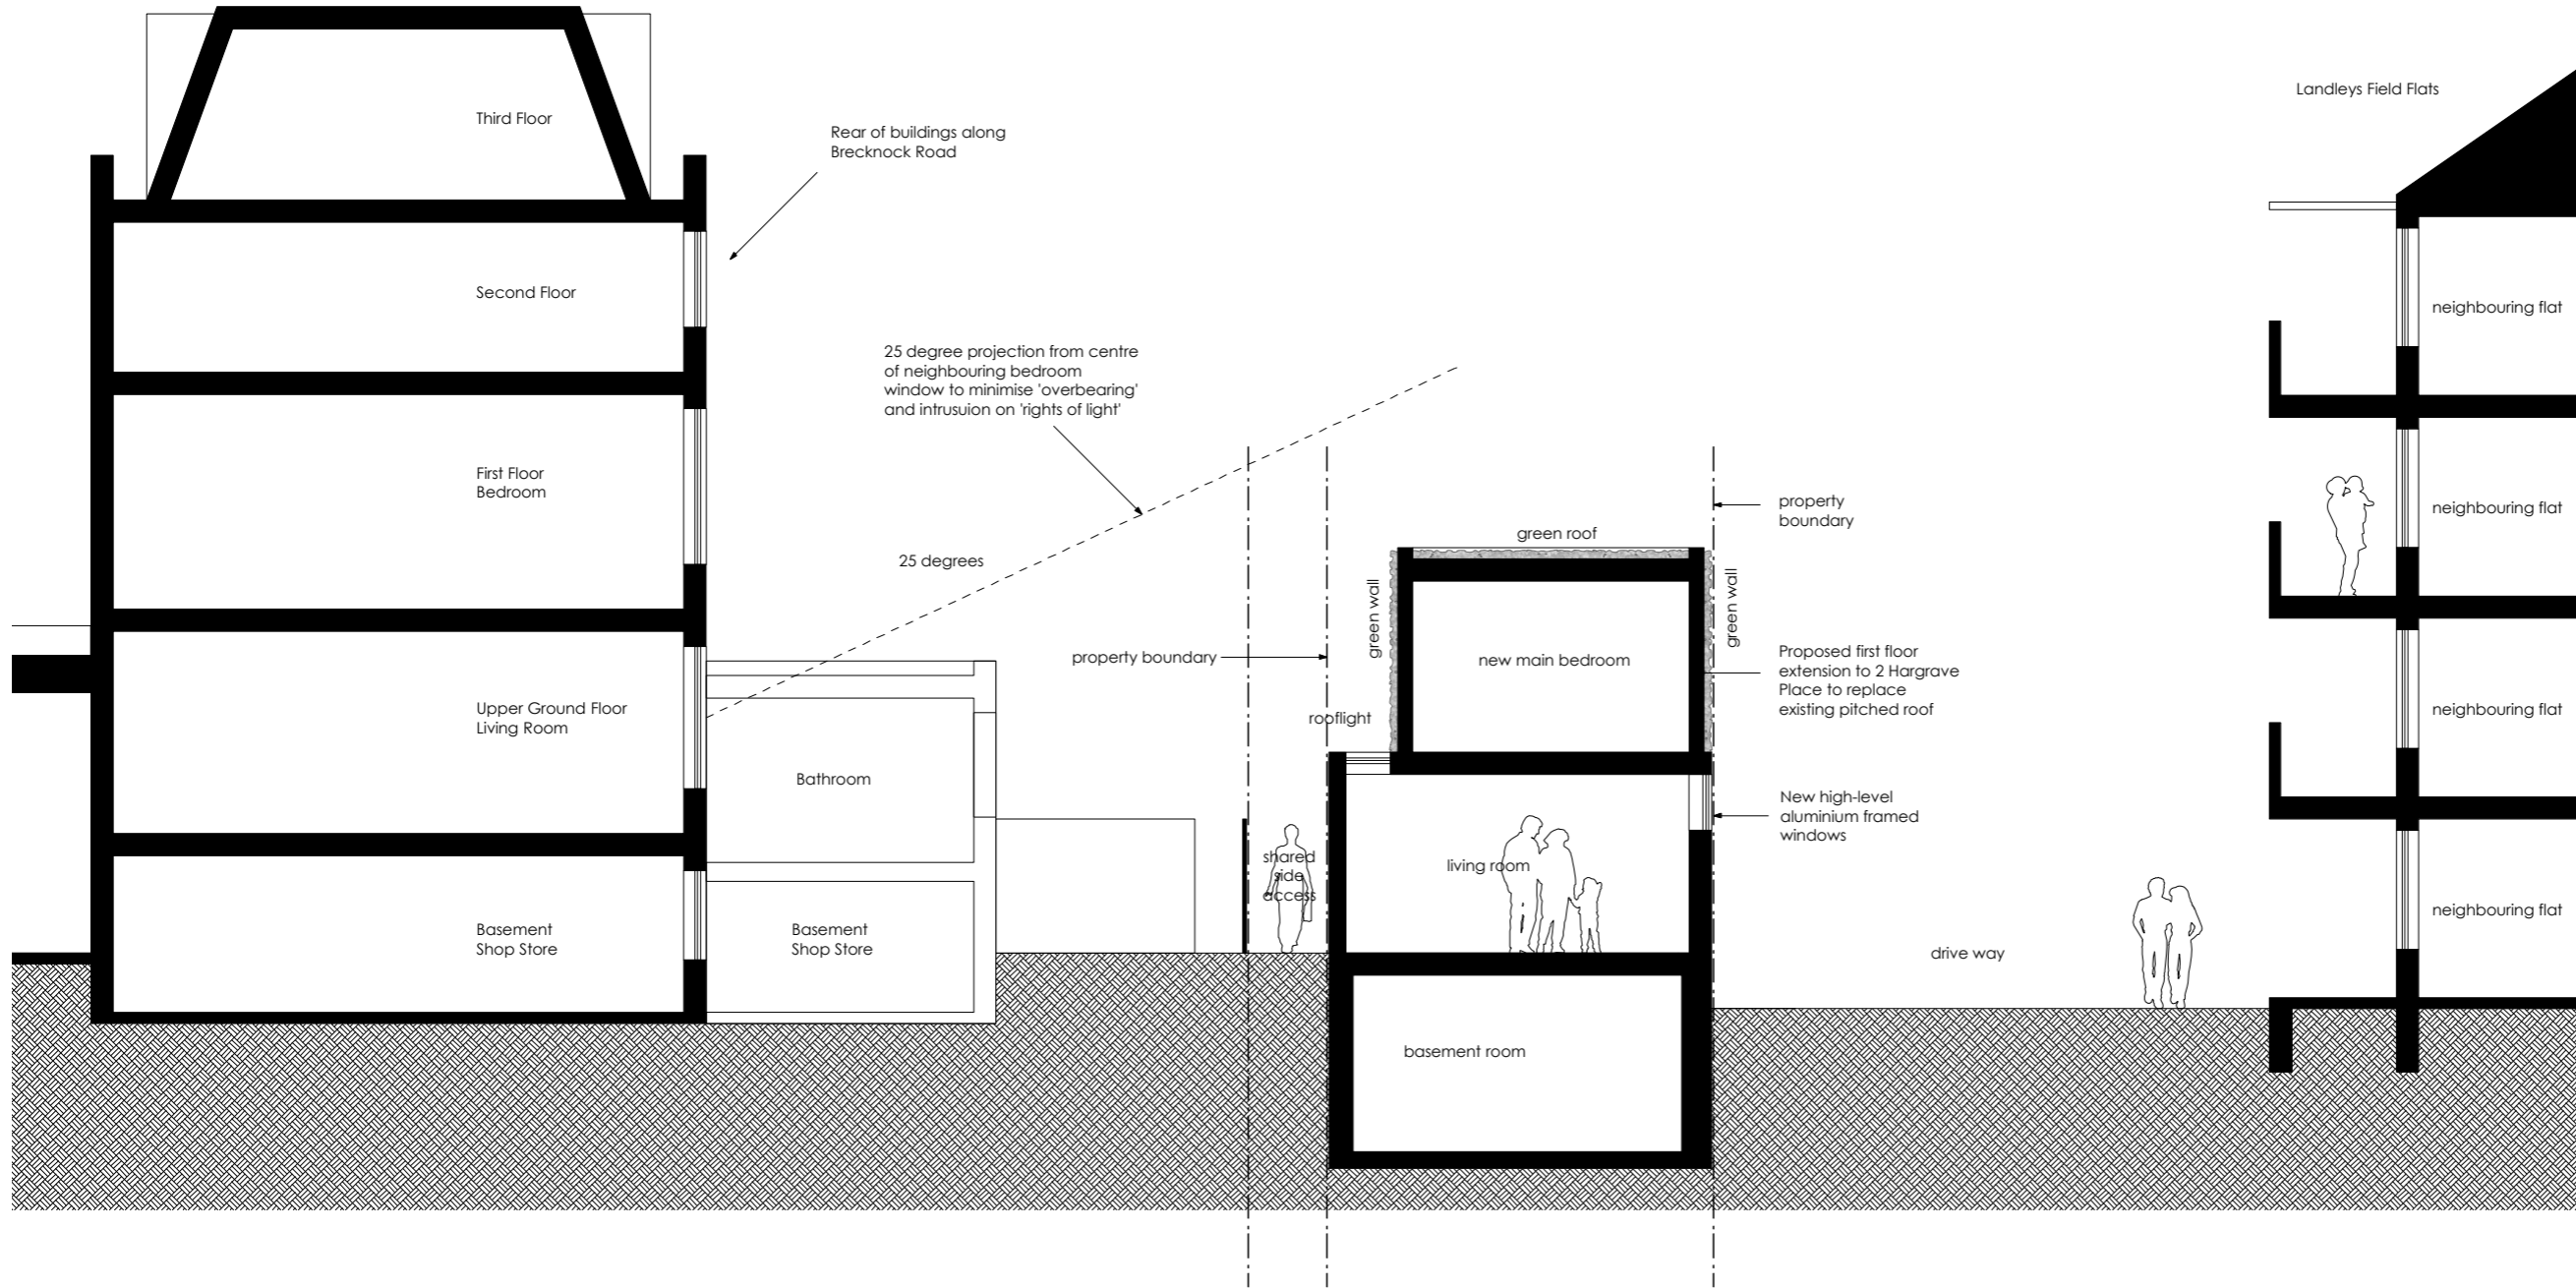 Landleys Field Flats
Third Floor
Rear of buildings along
Brecknock Road
Second Floor
neighbouring flat
25 degree projection from centre
of neighbouring bedroom
window to minimise 'overbearing'
and intrusuion on 'rights of light'
First Floor
Bedroom
property
boundary
neighbouring flat
green roof
25 degrees
green wall
green wall
property boundary
new main bedroom
Proposed first floor
extension to 2 Hargrave
Place to replace
existing pitched roof
Upper Ground Floor
Living Room
rooflight
neighbouring flat
Bathroom
New high-level
aluminium framed
windows
shared
side
access
living room
neighbouring flat
Basement
Shop Store
Basement
Shop Store
drive way
basement room